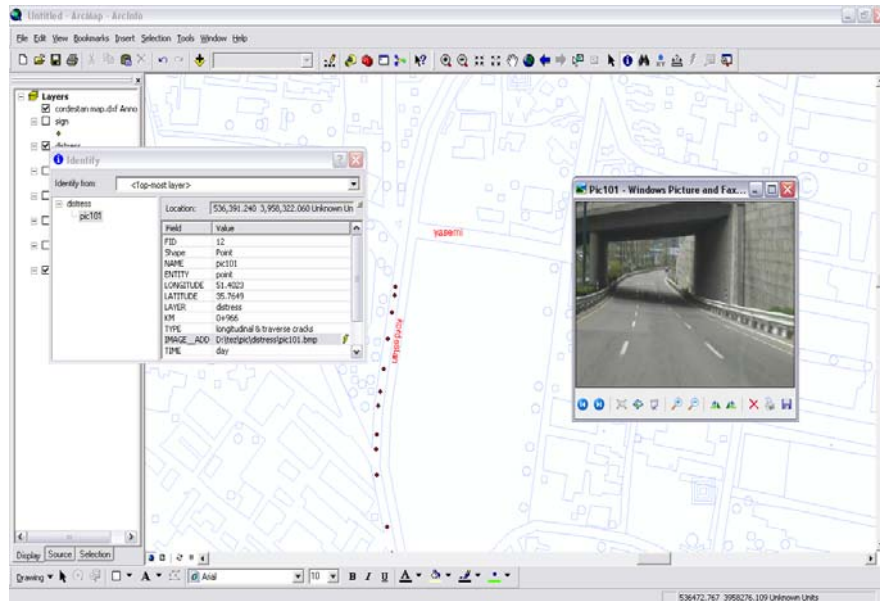 Untitled - ArcMap - ArcInfo
File Edit View Bookmarks Insert Selection Tools Window Help
Layers
cordestan map.dxf Anno
sign
distress
Identify
Identify from: <Top-most layer>
distress
pic101
Location: 536,391.240 3,958,322.060 Unknown Un
Field Value
FID 12
Shape Point
NAME pic101
ENTITY point
LONGITUDE 51.4023
LATITUDE 35.7649
LAYER distress
KM 0+966
TYPE longitudinal & traverse cracks
IMAGE_ADD D:\tez\pic\distress\pic101.bmp
TIME day
yasemi
Kordestan
Pic101 - Windows Picture and Fax...
Display Source Selection
Drawing Arial 10 B I U A
536472.767 3958276.109 Unknown Units